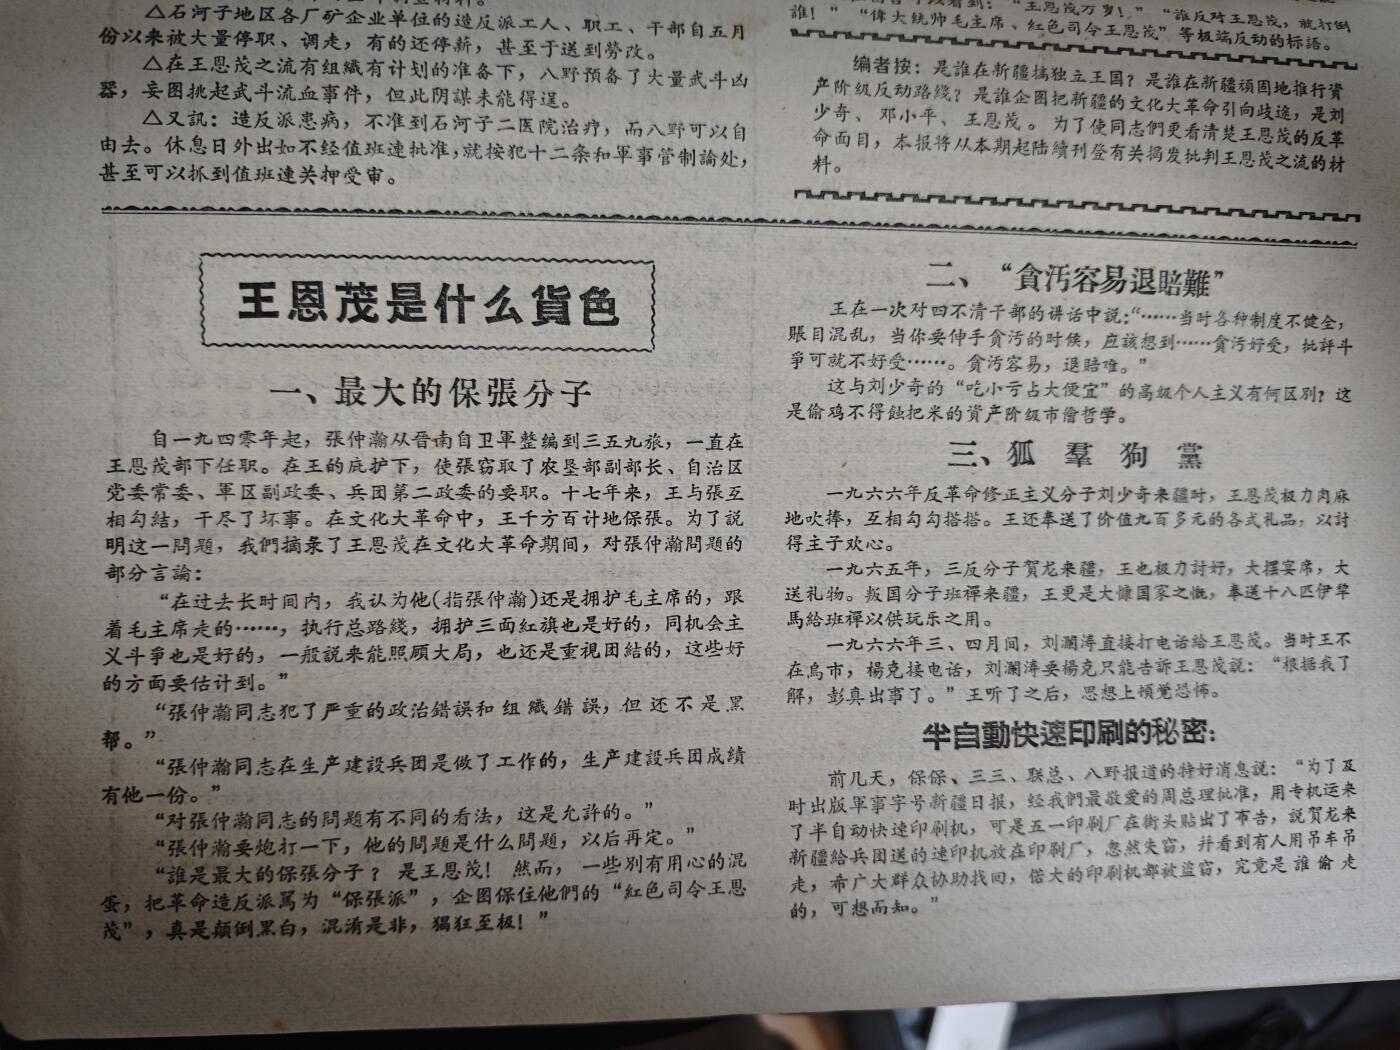 △石河子地区各厂矿企业单位的造反派工人、职工、干部自五月
份以来被大量停职、调走，有的还停薪，甚至于送到劳改。
△在王恩茂之流有组織有计划的准备下，八野預备了大量武斗凶
器，妄图挑起武斗流血事件，但此阴謀未能得逞。
△又訊：造反派患病，不准到石河子二医院治疗，而八野可以自
由去。休息日外出如不经值班連批准，就按犯十二条和軍事管制論处，
甚至可以抓到值班連关押受审。
誰！”“偉大統帅毛主席、紅色司令王恩茂”等极端反动的标語。
编者按：是誰在新疆搞独立王国？是誰在新疆頑固地推行資
产阶级反动路綫？是誰企图把新疆的文化大革命引向歧途，是刘
少奇、邓小平、王恩茂。为了使同志們更看清楚王恩茂的反革
命面目，本报将从本期起陆續刊登有关揭发批判王恩茂之流的材
料。
王恩茂是什么貨色
一、最大的保張分子
自一九四零年起，張仲瀚从晋南自卫軍整编到三五九旅，一直在
王恩茂部下任职。在王的庇护下，使張窃取了农垦部副部长、自治区
党委常委、軍区副政委、兵团第二政委的要职。十七年来，王与張互
相勾結，干尽了坏事。在文化大革命中，王千方百计地保張。为了説
明这一問題，我們摘彔了王恩茂在文化大革命期间，对張仲瀚問題的
部分言論：
“在过去长时间内，我认为他(指張仲瀚)还是拥护毛主席的，跟
着毛主席走的……，执行总路綫，拥护三面紅旗也是好的，同机会主
义斗爭也是好的，一般説来能照顾大局，也还是重視团結的，这些好
的方面要估计到。”
“張仲瀚同志犯了严重的政治錯誤和组織错誤，但还不是黑
帮。”
“張仲瀚同志在生产建設兵团是做了工作的，生产建設兵团成績
有他一份。”
“对張仲瀚同志的問題有不同的看法，这是允許的。”
“張仲瀚要炮打一下，他的問題是什么問題，以后再定。”
“誰是最大的保張分子？是王恩茂！然而，一些别有用心的混
蛋，把革命造反派駡为“保張派”，企图保住他們的“紅色司令王恩
茂”，真是顛倒黑白，混淆是非，猖狂至极！”
二、“貪汚容易退賠難”
王在一次对四不清干部的讲话中説：“……当时各种制度不健全，
賬目混乱，当你要伸手貪汚的时候，应該想到……貪汚好受，批評斗
爭可就不好受……。貪汚容易，退賠难。”
这与刘少奇的“吃小亏占大便宜”的高级个人主义有何区别？这
是偷鸡不得蝕把米的資产阶级市儈哲学。
三、狐羣狗黨
一九六六年反革命修正主义分子刘少奇来疆时，王恩茂极力肉麻
地吹捧，互相勾勾搭搭。王还奉送了价值九百多元的各式礼品，以討
得主子欢心。
一九六五年，三反分子賀龙来疆，王也极力討好，大摆宴席，大
送礼物。叛国分子班禪来疆，王更是大慷国家之慨，奉送十八匹伊犂
馬給班禪以供玩乐之用。
一九六六年三、四月间，刘瀾涛直接打电话給王恩茂。当时王不
在烏市，楊克接电话，刘瀾涛要楊克只能告訴王恩茂説：“根据我了
解，彭真出事了。”王听了之后，思想上頓觉恐怖。
半自動快速印刷的秘密：
前几天，保保、三三、联总、八野报道的特好消息説：“为了及
时出版軍事字号新疆日报，经我們最敬爱的周总理批准，用专机运来
了半自动快速印刷机，可是五一印刷厂在街头貼出了布告，説賀龙来
新疆給兵团送的速印机放在印刷厂，忽然失窃，并看到有人用吊车吊
走，希广大群众协助找回，偌大的印刷机都被盗窃，究竟是誰偷走
的，可想而知。”